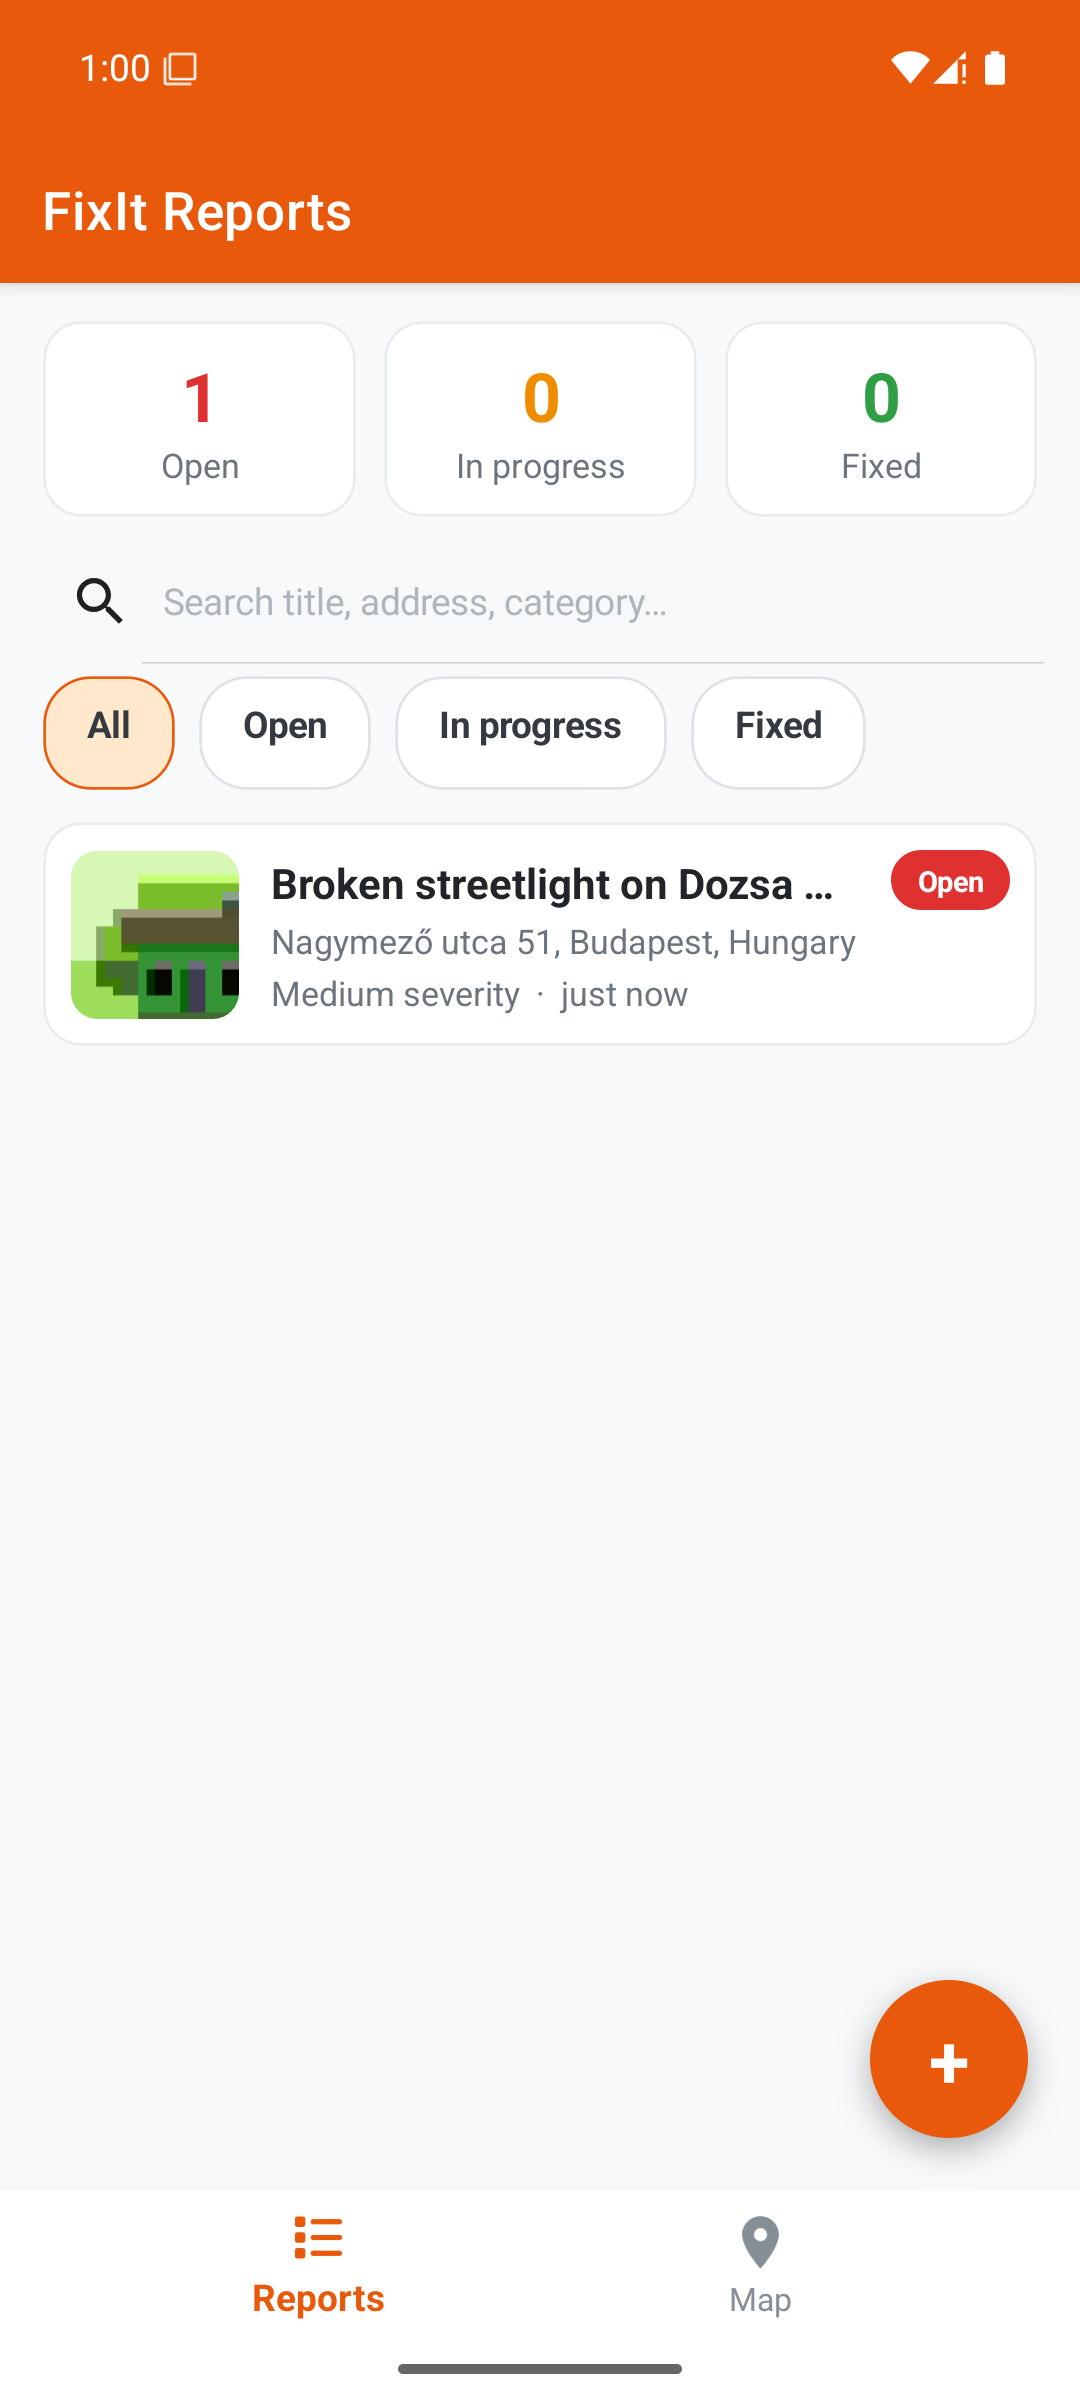 1:00
FixIt Reports
1
Open
0
In progress
0
Fixed
Search title, address, category...
All
Open
In progress
Fixed
Broken streetlight on Dozsa ...
Open
Nagymező utca 51, Budapest, Hungary
Medium severity · just now
+
Reports
Map